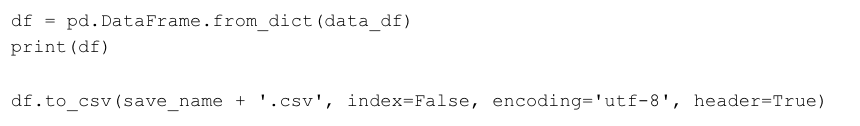 df = pd.DataFrame.from_dict(data_df)
print(df)
df.to_csv(save_name + '.csv', index=False, encoding='utf-8', header=True)